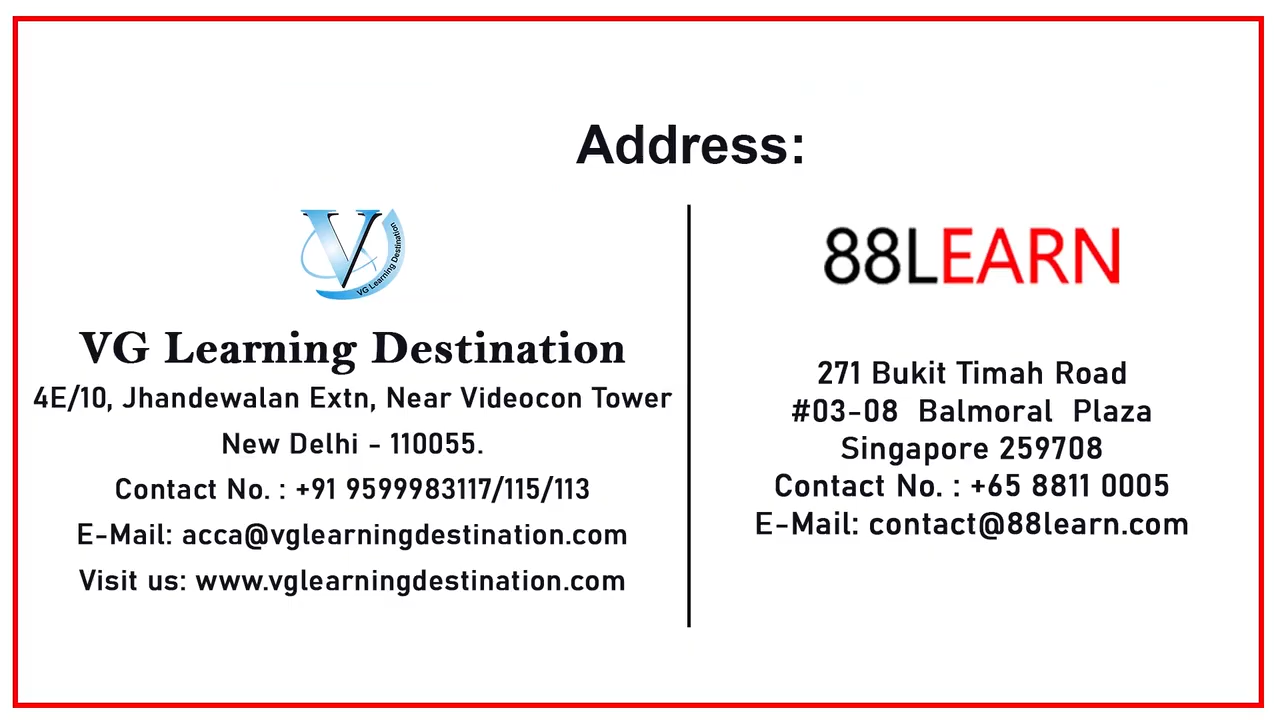 Address:
V
VG Learning Destination
VG Learning Destination
4E/10, Jhandewalan Extn, Near Videocon Tower
New Delhi - 110055.
Contact No. : +91 9599983117/115/113
E-Mail: acca@vglearningdestination.com
Visit us: www.vglearningdestination.com
88LEARN
271 Bukit Timah Road
#03-08 Balmoral Plaza
Singapore 259708
Contact No. : +65 8811 0005
E-Mail: contact@88learn.com